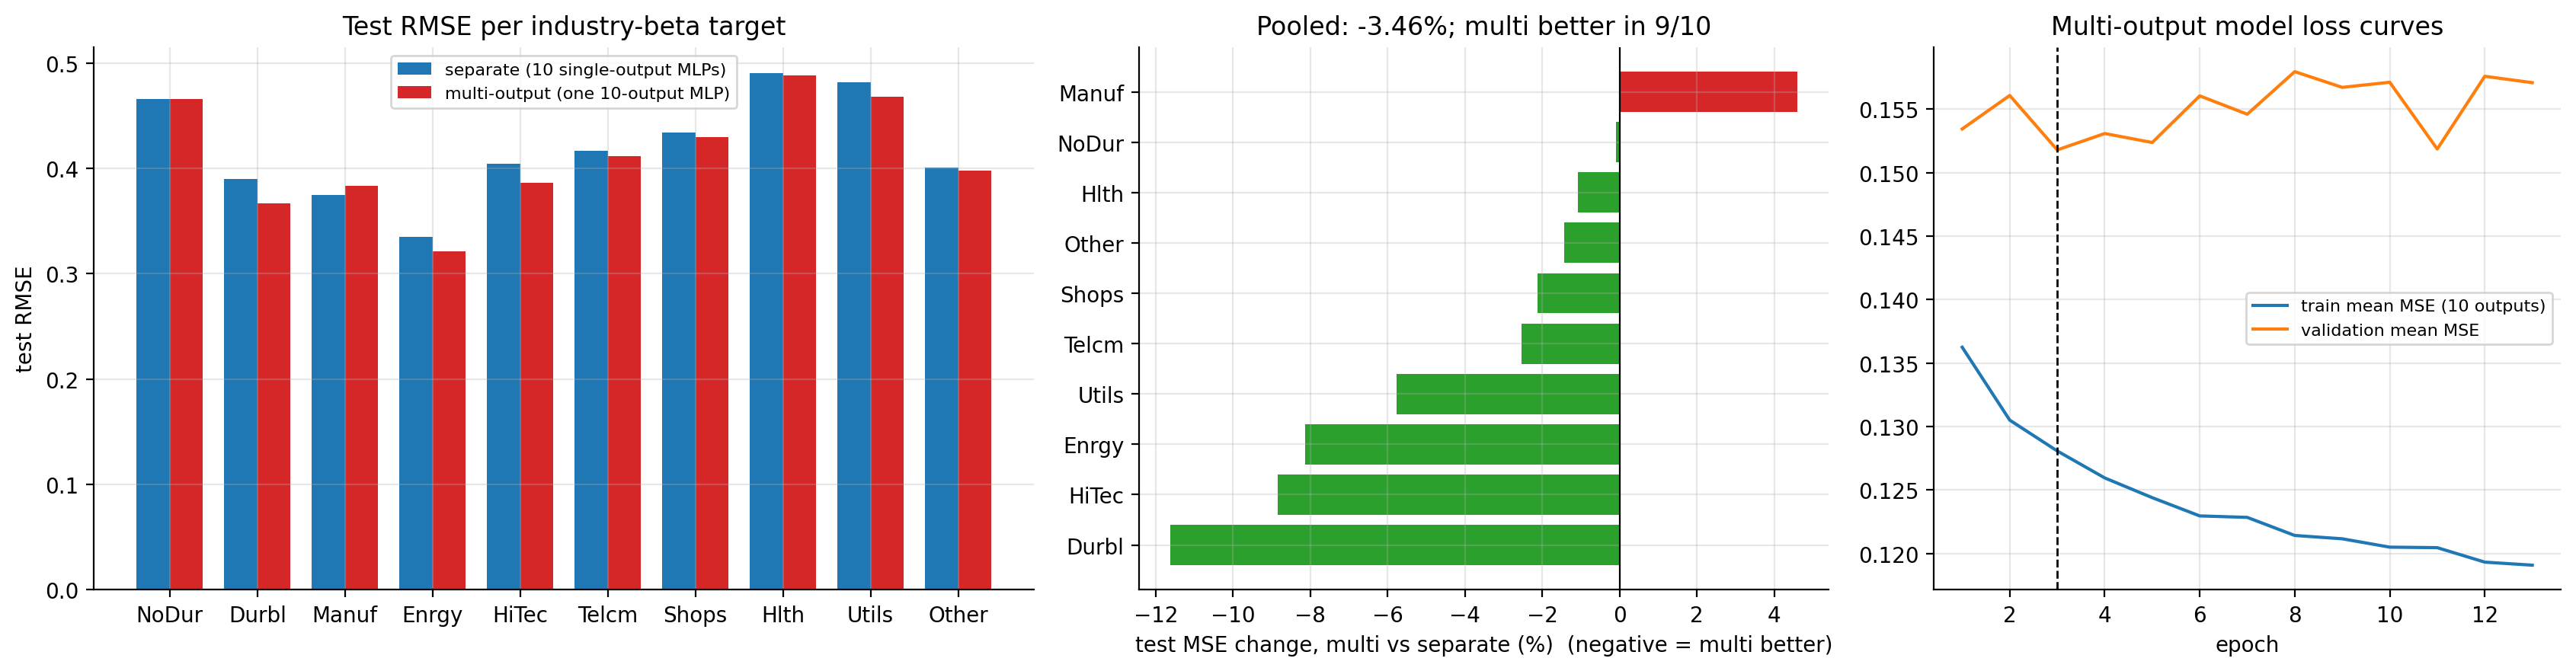 Test RMSE per industry-beta target
separate (10 single-output MLPs)
multi-output (one 10-output MLP)
test RMSE
0.5
0.4
0.3
0.2
0.1
0.0
NoDur Durbl Manuf Enrgy HiTec Telcm Shops Hlth Utils Other
Pooled: -3.46%; multi better in 9/10
Manuf
NoDur
Hlth
Other
Shops
Telcm
Utils
Enrgy
HiTec
Durbl
−12 −10 −8 −6 −4 −2 0 2 4
test MSE change, multi vs separate (%) (negative = multi better)
Multi-output model loss curves
0.155
0.150
0.145
0.140
0.135
0.130
0.125
0.120
train mean MSE (10 outputs)
validation mean MSE
2 4 6 8 10 12
epoch